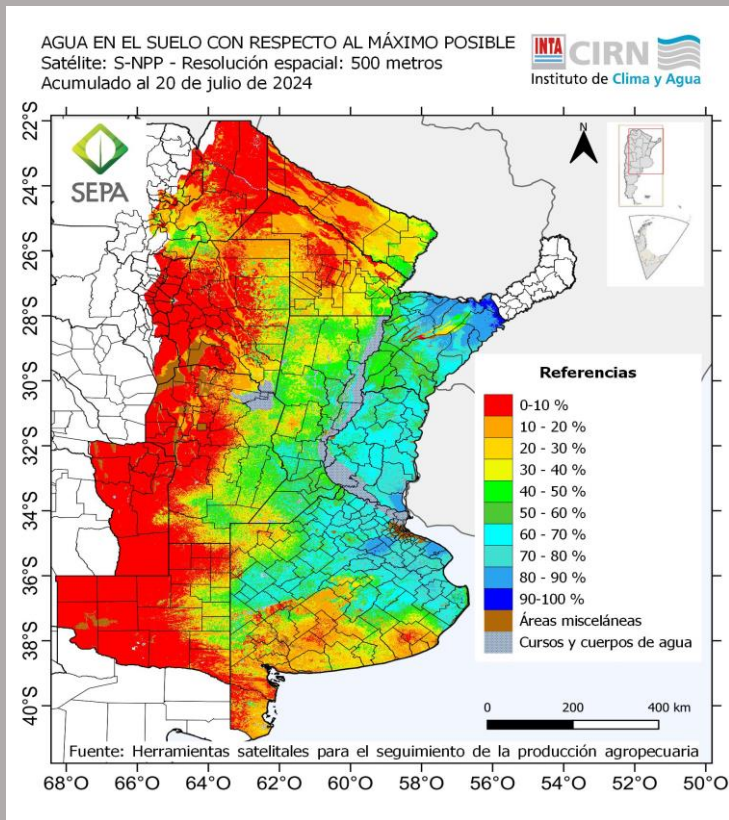 AGUA EN EL SUELO CON RESPECTO AL MÁXIMO POSIBLE
Satélite: S-NPP - Resolución espacial: 500 metros
Acumulado al 20 de julio de 2024
INTA CIRN
Instituto de Clima y Agua
SEPA
N
22°S
24°S
26°S
28°S
30°S
32°S
34°S
36°S
38°S
40°S
Referencias
0-10 %
10 - 20 %
20 - 30 %
30 - 40 %
40 - 50 %
50 - 60 %
60 - 70 %
70 - 80 %
80 - 90 %
90-100 %
Áreas misceláneas
Cursos y cuerpos de agua
0 200 400 km
Fuente: Herramientas satelitales para el seguimiento de la producción agropecuaria
68°O 66°O 64°O 62°O 60°O 58°O 56°O 54°O 52°O 50°O